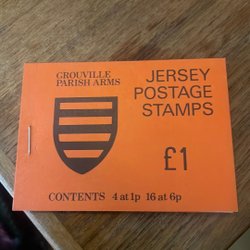 GROUVILLE
PARISH ARMS
JERSEY
POSTAGE
STAMPS
£1
CONTENTS 4 at 1p 16 at 6p